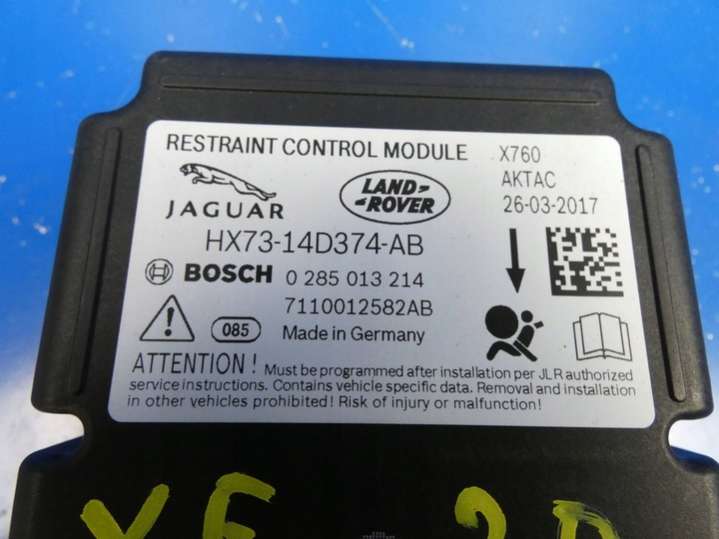 RESTRAINT CONTROL MODULE X760
AKTAC
JAGUAR
LAND-
-ROVER
26-03-2017
HX73-14D374-AB
BOSCH 0 285 013 214
7110012582AB
085 Made in Germany
ATTENTION! Must be programmed after installation per JLR authorized
service instructions. Contains vehicle specific data. Removal and installation
in other vehicles prohibited! Risk of injury or malfunction!